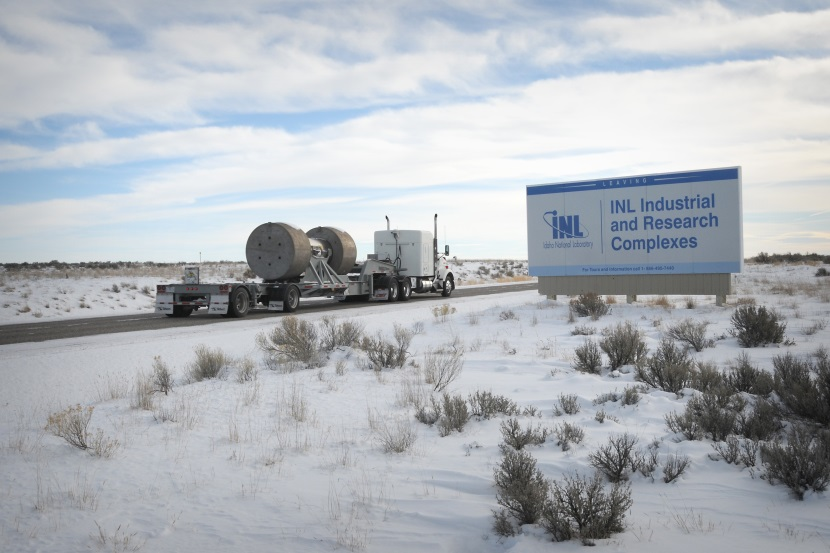 LEAVING
INL
Idaho National Laboratory
INL Industrial
and Research
Complexes